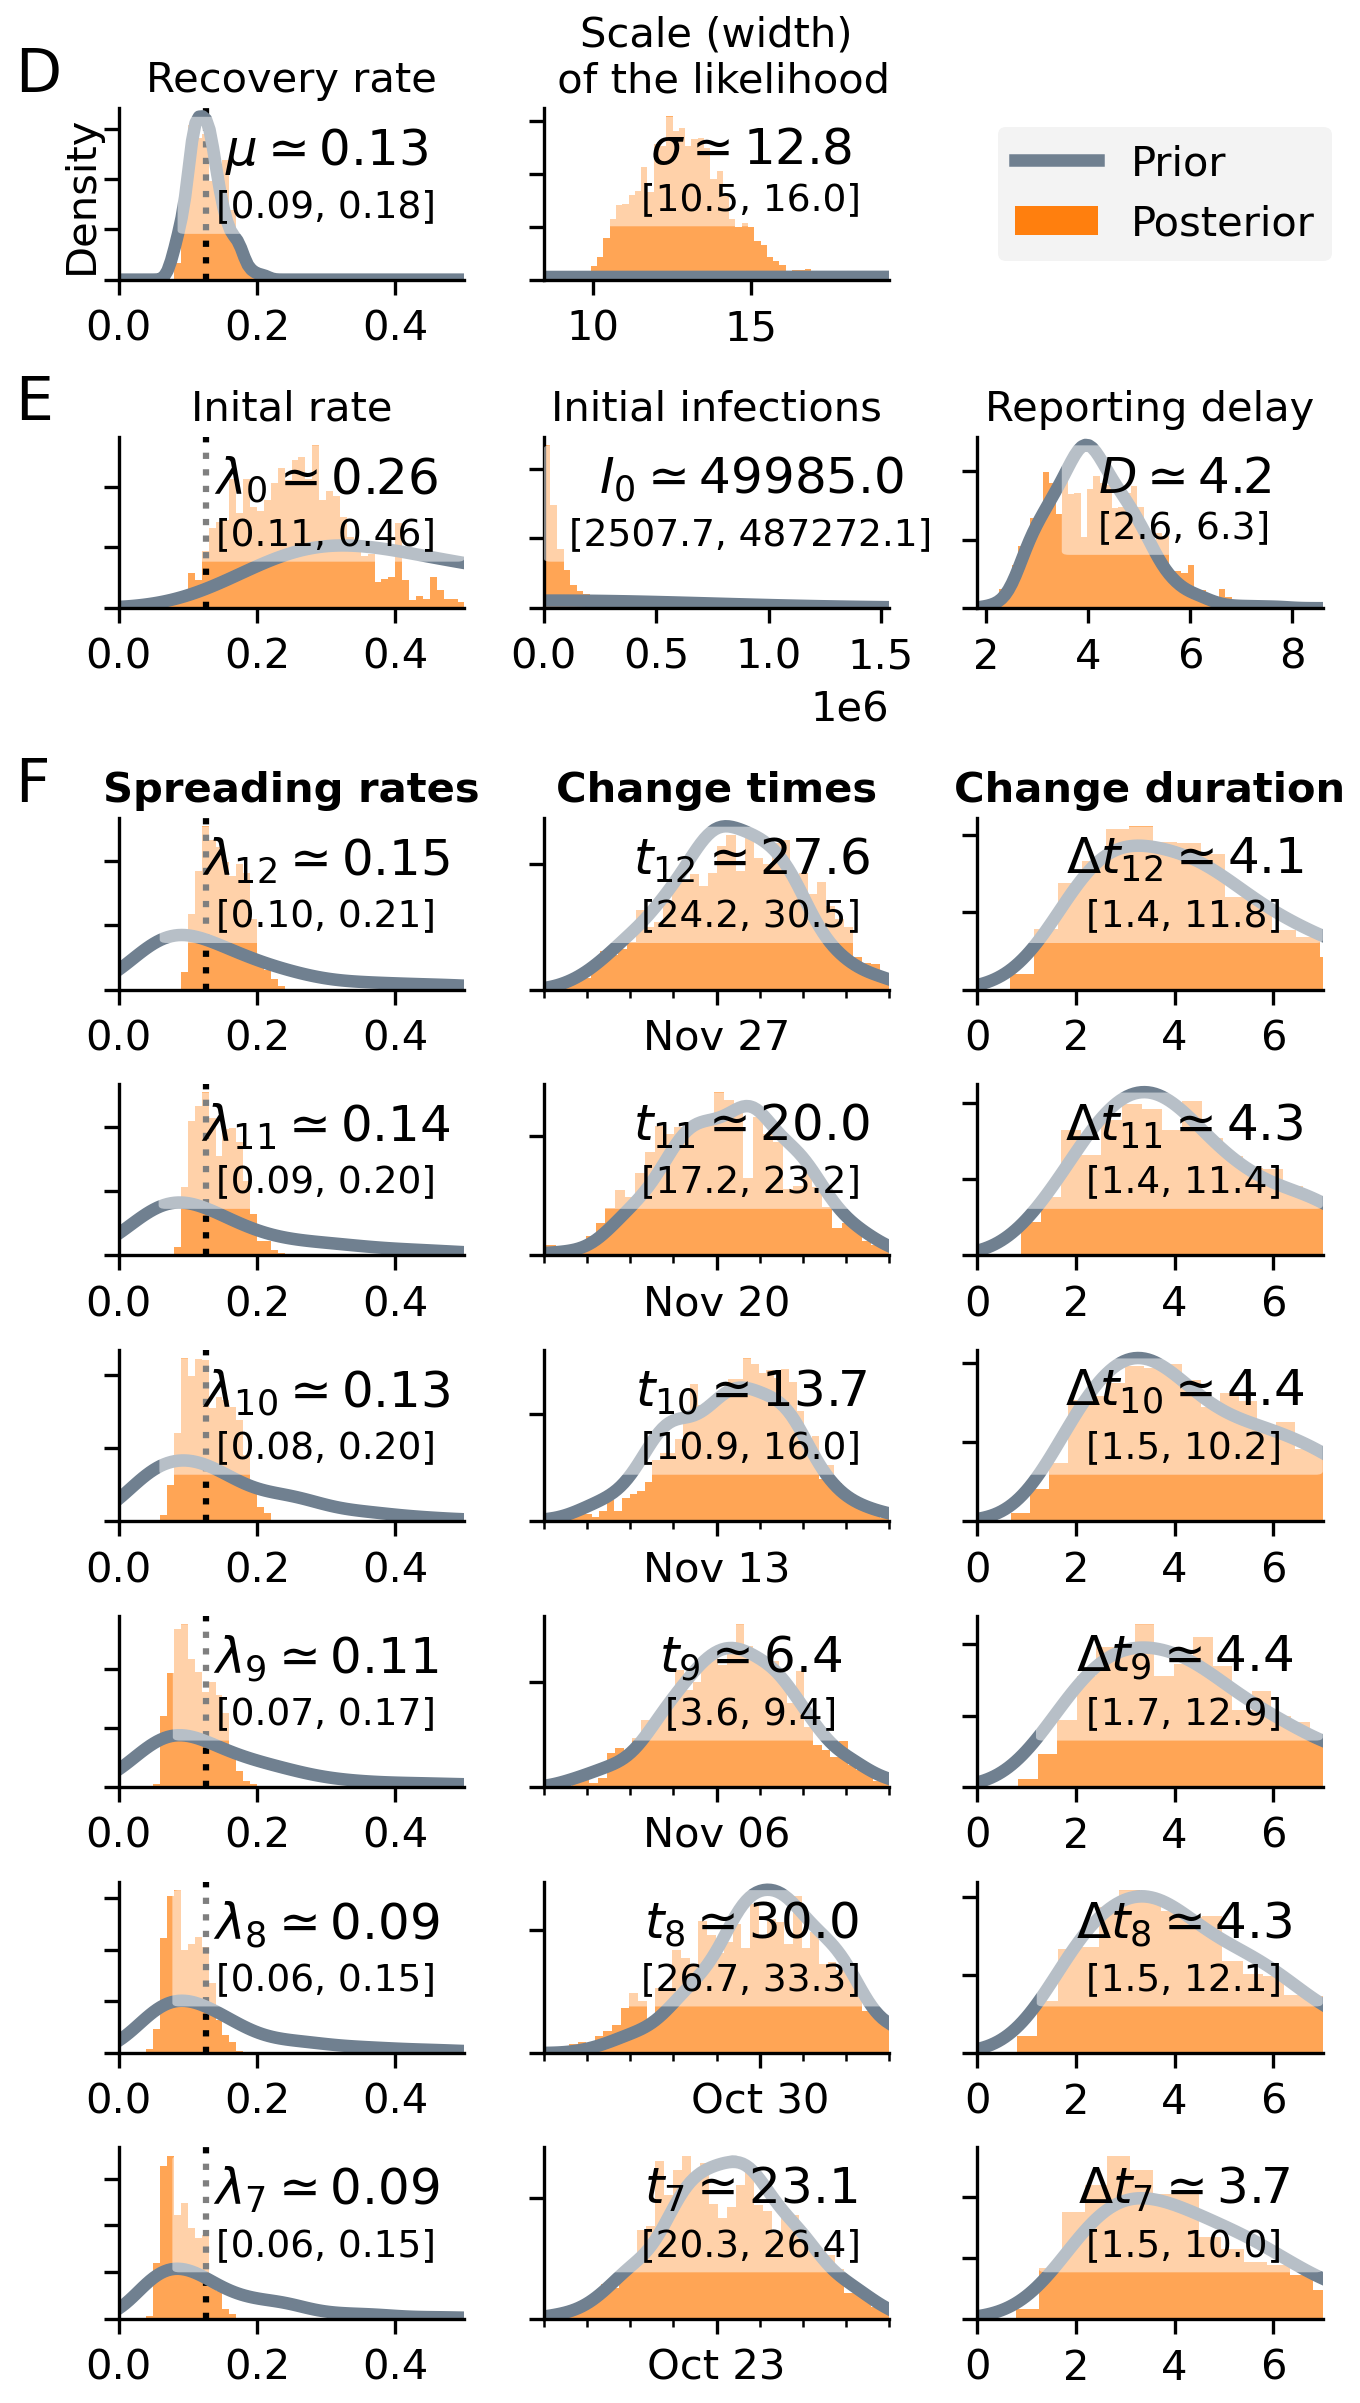 D
Recovery rate
Scale (width)
of the likelihood
Density
μ ≃ 0.13
[0.09, 0.18]
0.0 0.2 0.4
σ ≃ 12.8
[10.5, 16.0]
10 15
Prior
Posterior
E
Inital rate
λ0 ≃ 0.26
[0.11, 0.46]
0.0 0.2 0.4
Initial infections
I0 ≃ 49985.0
[2507.7, 487272.1]
0.0 0.5 1.0 1.5
1e6
Reporting delay
D ≃ 4.2
[2.6, 6.3]
2 4 6 8
F
Spreading rates
Change times
Change duration
λ12 ≃ 0.15
[0.10, 0.21]
0.0 0.2 0.4
t12 ≃ 27.6
[24.2, 30.5]
Nov 27
Δt12 ≃ 4.1
[1.4, 11.8]
0 2 4 6
λ11 ≃ 0.14
[0.09, 0.20]
0.0 0.2 0.4
t11 ≃ 20.0
[17.2, 23.2]
Nov 20
Δt11 ≃ 4.3
[1.4, 11.4]
0 2 4 6
λ10 ≃ 0.13
[0.08, 0.20]
0.0 0.2 0.4
t10 ≃ 13.7
[10.9, 16.0]
Nov 13
Δt10 ≃ 4.4
[1.5, 10.2]
0 2 4 6
λ9 ≃ 0.11
[0.07, 0.17]
0.0 0.2 0.4
t9 ≃ 6.4
[3.6, 9.4]
Nov 06
Δt9 ≃ 4.4
[1.7, 12.9]
0 2 4 6
λ8 ≃ 0.09
[0.06, 0.15]
0.0 0.2 0.4
t8 ≃ 30.0
[26.7, 33.3]
Oct 30
Δt8 ≃ 4.3
[1.5, 12.1]
0 2 4 6
λ7 ≃ 0.09
[0.06, 0.15]
0.0 0.2 0.4
t7 ≃ 23.1
[20.3, 26.4]
Oct 23
Δt7 ≃ 3.7
[1.5, 10.0]
0 2 4 6